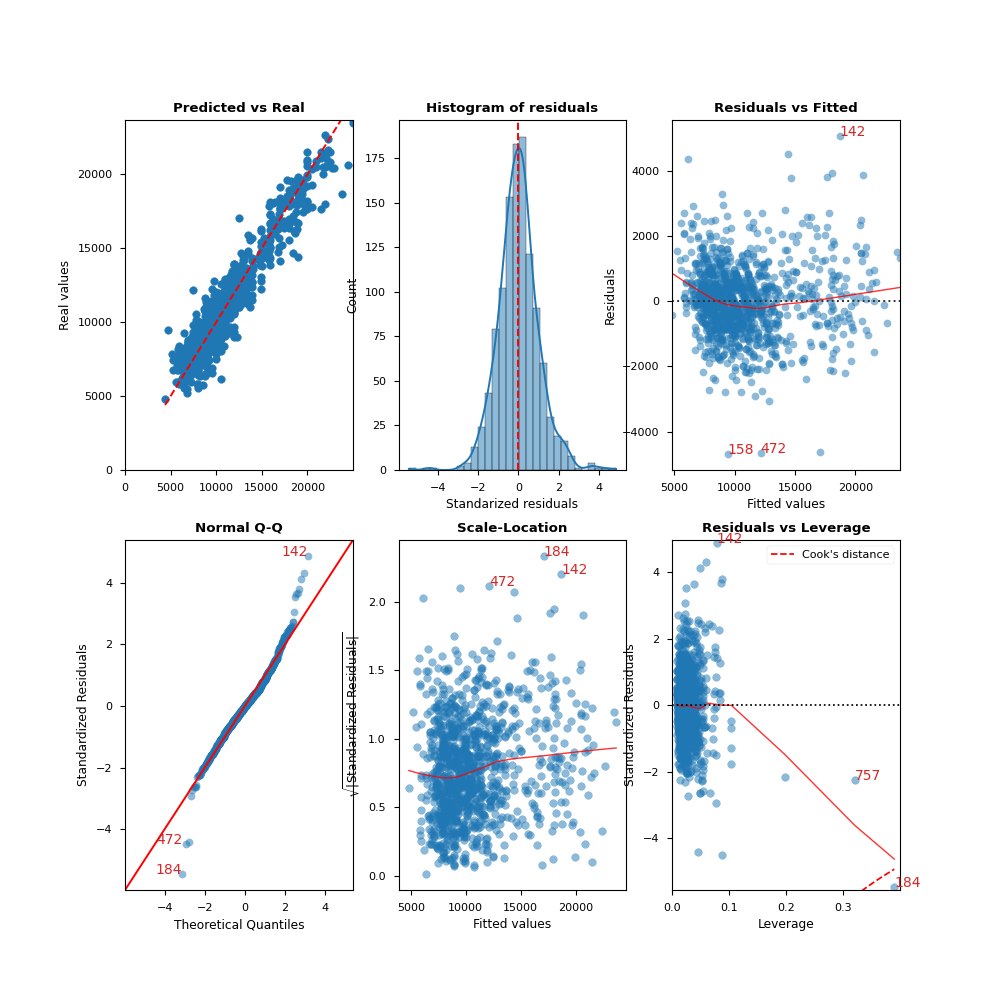 Predicted vs Real
Real values
20000
15000
10000
5000
0
0 5000 10000 15000 20000
Histogram of residuals
Count
175
150
125
100
75
50
25
0
−4 −2 0 2 4
Standarized residuals
Residuals vs Fitted
Residuals
4000
2000
0
−2000
−4000
142
158 472
5000 10000 15000 20000
Fitted values
Normal Q-Q
Standardized Residuals
4
2
0
−2
−4
142
472
184
−4 −2 0 2 4
Theoretical Quantiles
Scale-Location
√|Standardized Residuals|
2.0
1.5
1.0
0.5
0.0
184
142
472
5000 10000 15000 20000
Fitted values
Residuals vs Leverage
Standardized Residuals
4
2
0
−2
−4
142
Cook's distance
757
184
0.0 0.1 0.2 0.3
Leverage